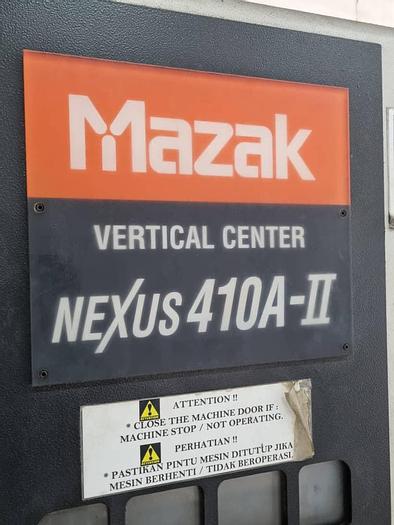 Mazak
VERTICAL CENTER
NEXUS 410A-II
ATTENTION !!
* CLOSE THE MACHINE DOOR IF :
MACHINE STOP / NOT OPERATING.
PERHATIAN !!
* PASTIKAN PINTU MESIN DITUTUP JIKA
MESIN BERHENTI / TIDAK BEROPERASI.